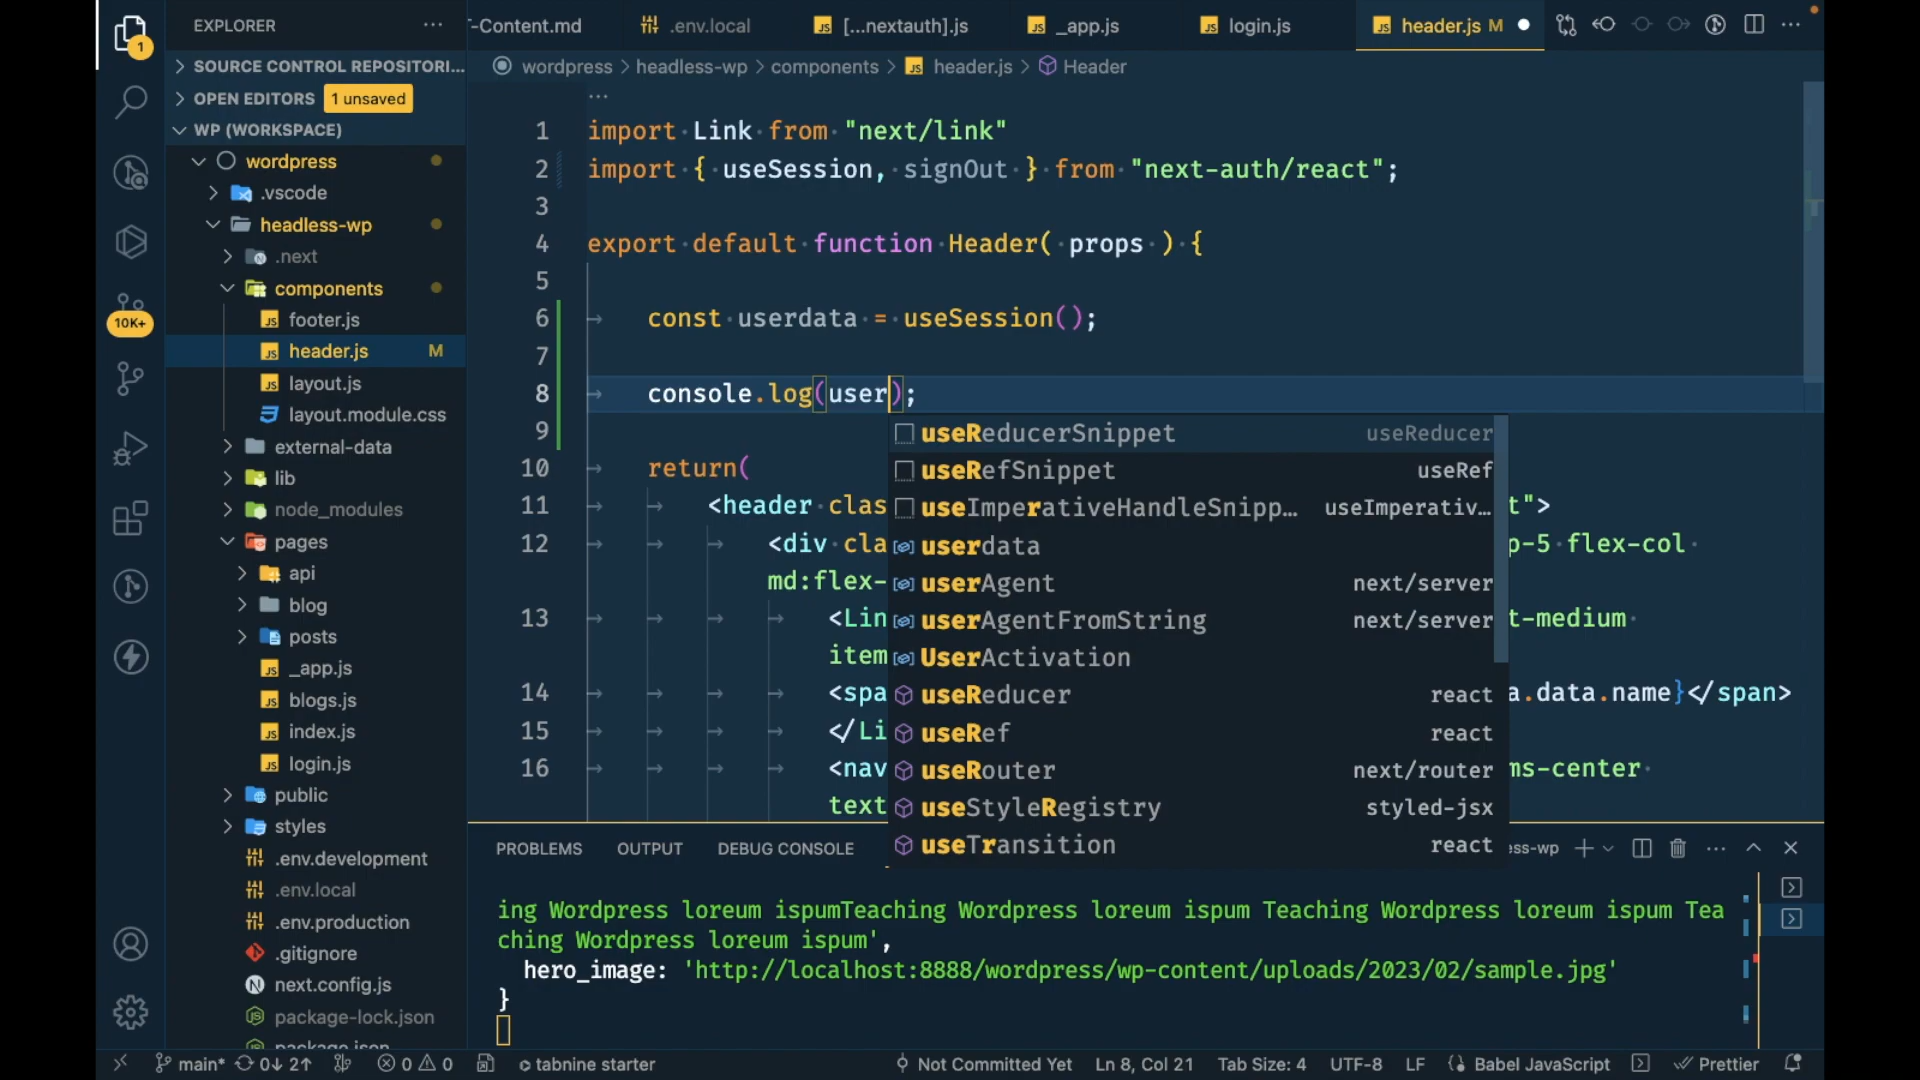 EXPLORER
···
SOURCE CONTROL REPOSITORI...
OPEN EDITORS 1 unsaved
WP (WORKSPACE)
wordpress
.vscode
headless-wp
.next
components
footer.js
header.js M
layout.js
layout.module.css
external-data
lib
node_modules
pages
api
blog
posts
_app.js
blogs.js
index.js
login.js
public
styles
.env.development
.env.local
.env.production
.gitignore
next.config.js
package-lock.json
package.json
1
10K+
-Content.md .env.local [...nextauth].js _app.js login.js header.js M
wordpress > headless-wp > components > header.js > Header
···
1 import Link from "next/link"
2 import { useSession, signOut } from "next-auth/react";
3
4 export default function Header( props ) {
5
6 const userdata = useSession();
7
8 console.log(user);
9
10 return(
11 <header clas t">
12 <div cla p-5 flex-col
md:flex-
13 <Lin t-medium
item
14 <spa a.data.name}</span>
15 </Li
16 <nav ms-center
text
useReducerSnippet useReducer
useRefSnippet useRef
useImperativeHandleSnipp... useImperativ...
userdata
userAgent next/server
userAgentFromString next/server
UserActivation
useReducer react
useRef react
useRouter next/router
useStyleRegistry styled-jsx
useTransition react
PROBLEMS OUTPUT DEBUG CONSOLE ess-wp
ing Wordpress loreum ispumTeaching Wordpress loreum ispum Teaching Wordpress loreum ispum Tea
ching Wordpress loreum ispum',
hero_image: 'http://localhost:8888/wordpress/wp-content/uploads/2023/02/sample.jpg'
}
main* 0↓ 2↑ 0 0 tabnine starter Not Committed Yet Ln 8, Col 21 Tab Size: 4 UTF-8 LF Babel JavaScript Prettier